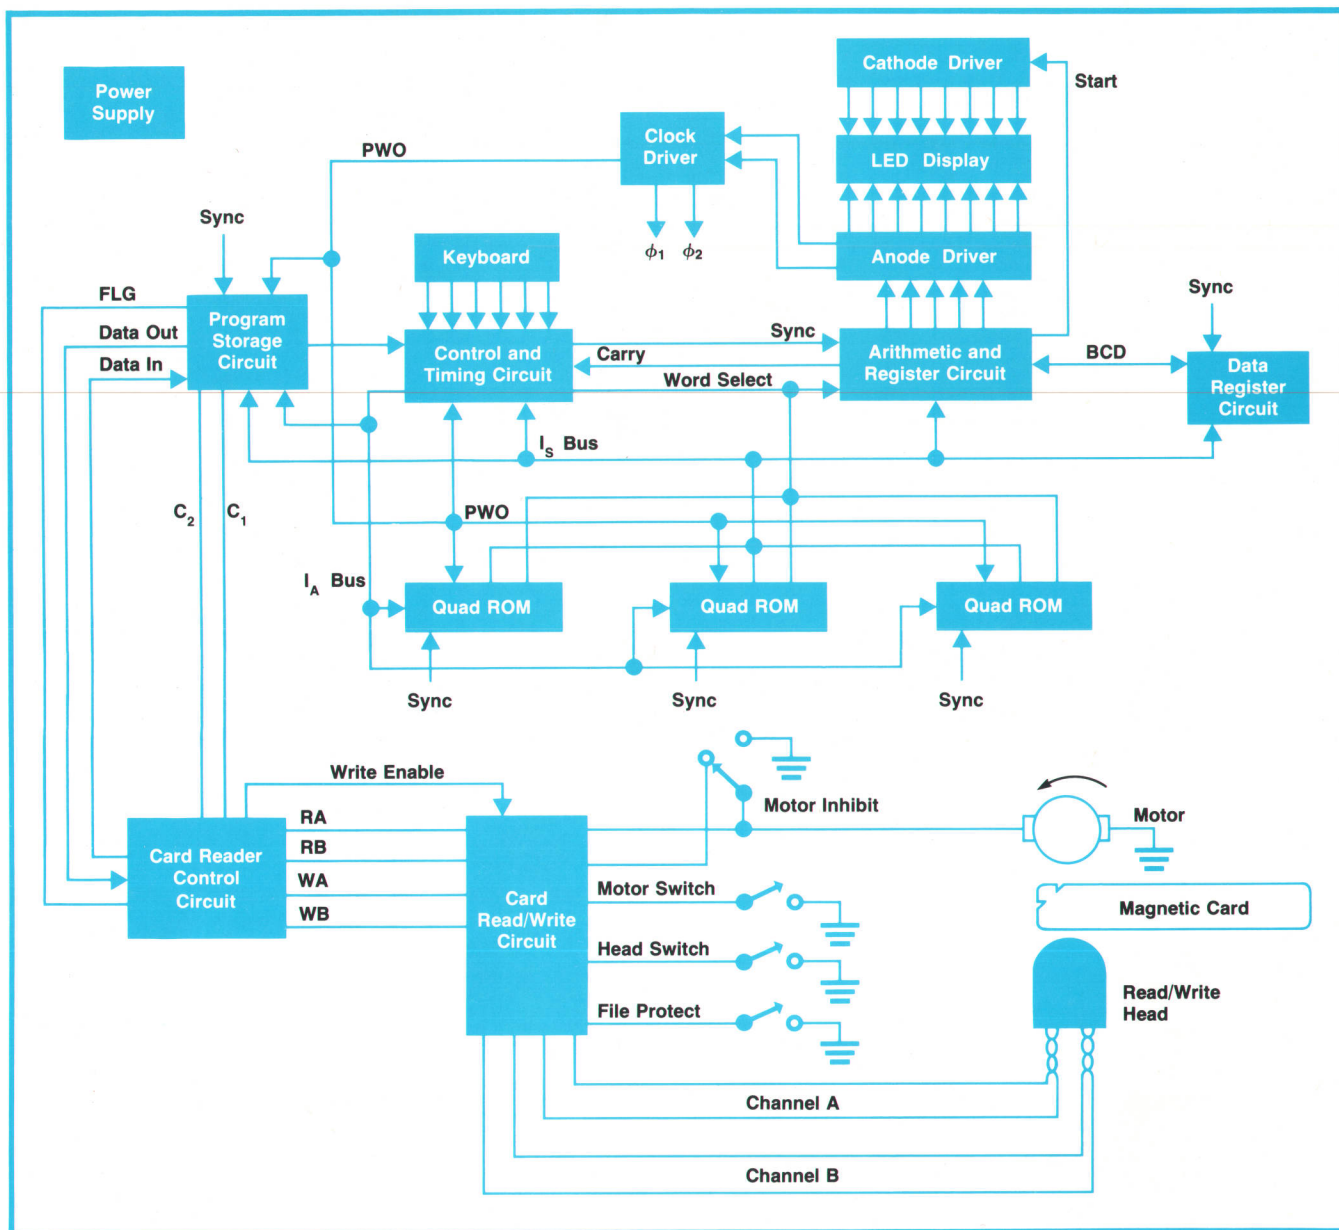 Power
Supply
Cathode Driver
Start
Clock
Driver
PWO
LED Display
Sync
ϕ1
ϕ2
Keyboard
Anode Driver
FLG
Data Out
Data In
Program
Storage
Circuit
Control and
Timing Circuit
Sync
Carry
Word Select
Arithmetic and
Register Circuit
BCD
Sync
Data
Register
Circuit
IS Bus
C2
C1
PWO
IA Bus
Quad ROM
Quad ROM
Quad ROM
Sync
Sync
Sync
Write Enable
RA
RB
WA
WB
Card Reader
Control
Circuit
Card
Read/Write
Circuit
Motor Inhibit
Motor
Motor Switch
Magnetic Card
Head Switch
File Protect
Read/Write
Head
Channel A
Channel B